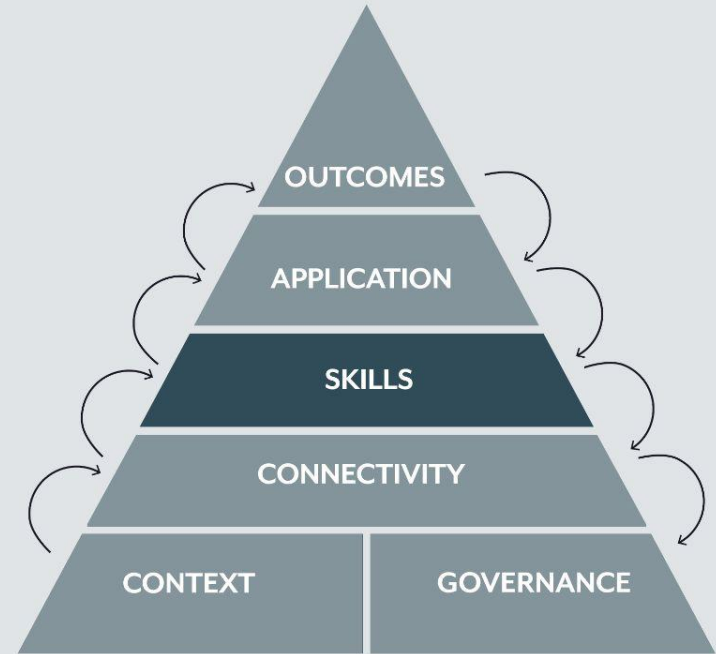 OUTCOMES
APPLICATION
SKILLS
CONNECTIVITY
CONTEXT
GOVERNANCE